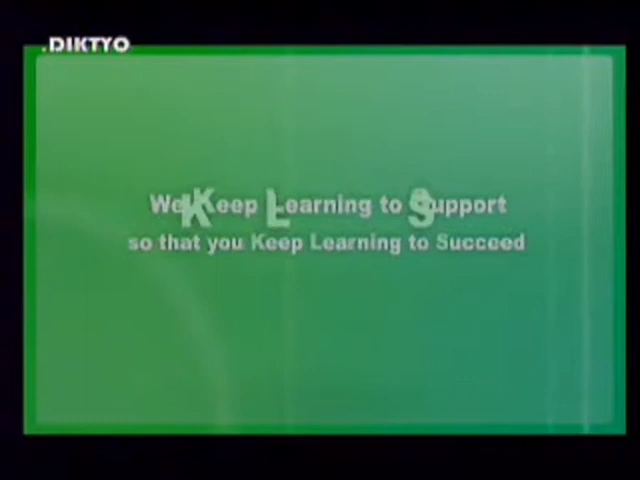 .DIKTYO
We Keep Learning to Support
so that you Keep Learning to Succeed